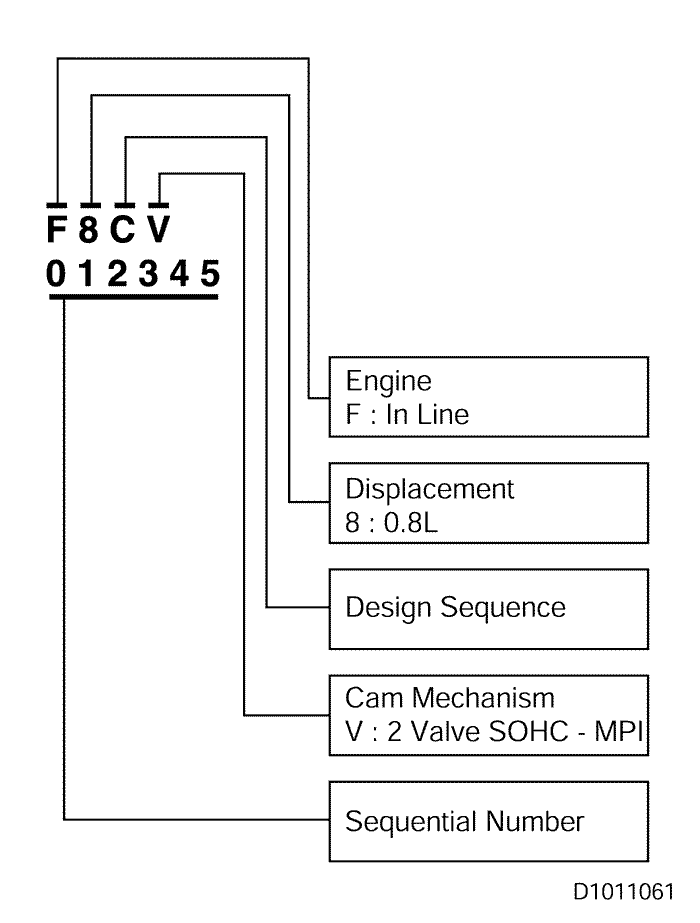 F 8 C V
0 1 2 3 4 5
Engine
F : In Line
Displacement
8 : 0.8L
Design Sequence
Cam Mechanism
V : 2 Valve SOHC - MPI
Sequential Number
D1011061